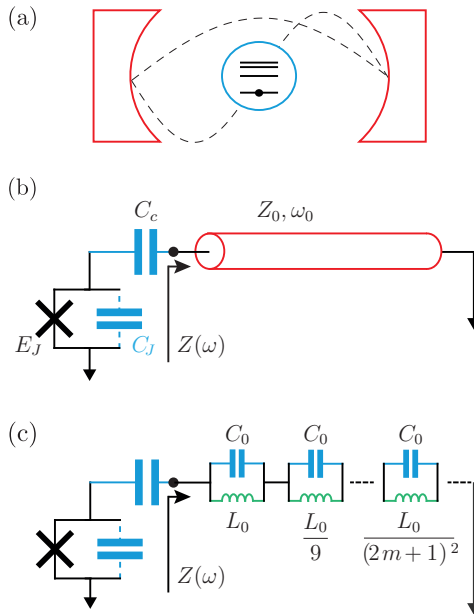 (a)
(b)
C_c
Z_0, ω_0
E_J
C_J
Z(ω)
(c)
C_0 C_0 C_0
L_0 L_0/9 L_0/(2m+1)^2
Z(ω)